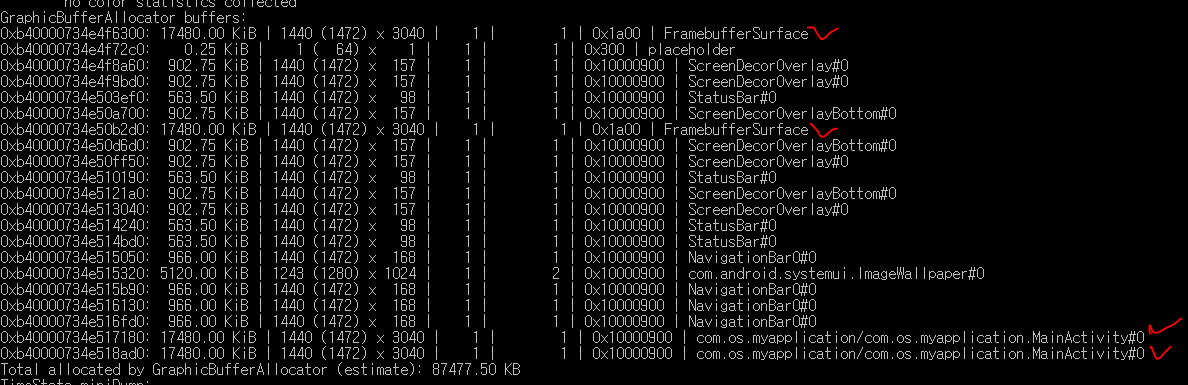 no color statistics collected
GraphicBufferAllocator buffers:
0xb40000734e4f6300: 17480.00 KiB | 1440 (1472) x 3040 | 1 | 1 | 0x1a00 | FramebufferSurface
0xb40000734e4f72c0: 0.25 KiB | 1 ( 64) x 1 | 1 | 1 | 0x300 | placeholder
0xb40000734e4f8a60: 902.75 KiB | 1440 (1472) x 157 | 1 | 1 | 0x10000900 | ScreenDecorOverlay#0
0xb40000734e4f9bd0: 902.75 KiB | 1440 (1472) x 157 | 1 | 1 | 0x10000900 | ScreenDecorOverlay#0
0xb40000734e503ef0: 563.50 KiB | 1440 (1472) x 98 | 1 | 1 | 0x10000900 | StatusBar#0
0xb40000734e50a700: 902.75 KiB | 1440 (1472) x 157 | 1 | 1 | 0x10000900 | ScreenDecorOverlayBottom#0
0xb40000734e50b2d0: 17480.00 KiB | 1440 (1472) x 3040 | 1 | 1 | 0x1a00 | FramebufferSurface
0xb40000734e50d6d0: 902.75 KiB | 1440 (1472) x 157 | 1 | 1 | 0x10000900 | ScreenDecorOverlayBottom#0
0xb40000734e50ff50: 902.75 KiB | 1440 (1472) x 157 | 1 | 1 | 0x10000900 | ScreenDecorOverlay#0
0xb40000734e510190: 563.50 KiB | 1440 (1472) x 98 | 1 | 1 | 0x10000900 | StatusBar#0
0xb40000734e5121a0: 902.75 KiB | 1440 (1472) x 157 | 1 | 1 | 0x10000900 | ScreenDecorOverlayBottom#0
0xb40000734e513040: 902.75 KiB | 1440 (1472) x 157 | 1 | 1 | 0x10000900 | ScreenDecorOverlay#0
0xb40000734e514240: 563.50 KiB | 1440 (1472) x 98 | 1 | 1 | 0x10000900 | StatusBar#0
0xb40000734e514bd0: 563.50 KiB | 1440 (1472) x 98 | 1 | 1 | 0x10000900 | StatusBar#0
0xb40000734e515050: 966.00 KiB | 1440 (1472) x 168 | 1 | 1 | 0x10000900 | NavigationBar0#0
0xb40000734e515320: 5120.00 KiB | 1243 (1280) x 1024 | 1 | 2 | 0x10000900 | com.android.systemui.ImageWallpaper#0
0xb40000734e515b90: 966.00 KiB | 1440 (1472) x 168 | 1 | 1 | 0x10000900 | NavigationBar0#0
0xb40000734e516130: 966.00 KiB | 1440 (1472) x 168 | 1 | 1 | 0x10000900 | NavigationBar0#0
0xb40000734e516fd0: 966.00 KiB | 1440 (1472) x 168 | 1 | 1 | 0x10000900 | NavigationBar0#0
0xb40000734e517180: 17480.00 KiB | 1440 (1472) x 3040 | 1 | 1 | 0x10000900 | com.os.myapplication/com.os.myapplication.MainActivity#0
0xb40000734e518ad0: 17480.00 KiB | 1440 (1472) x 3040 | 1 | 1 | 0x10000900 | com.os.myapplication/com.os.myapplication.MainActivity#0
Total allocated by GraphicBufferAllocator (estimate): 87477.50 KB
TimeStats miniDump: